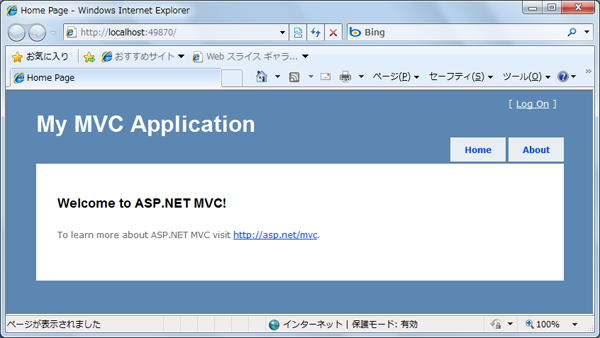 Home Page - Windows Internet Explorer
http://localhost:49870/
Bing
お気に入り
おすすめサイト
Web スライス ギャラ...
Home Page
ページ(P)
セーフティ(S)
ツール(O)
»
[ Log On ]
My MVC Application
Home
About
Welcome to ASP.NET MVC!
To learn more about ASP.NET MVC visit http://asp.net/mvc.
ページが表示されました
インターネット | 保護モード: 有効
100%